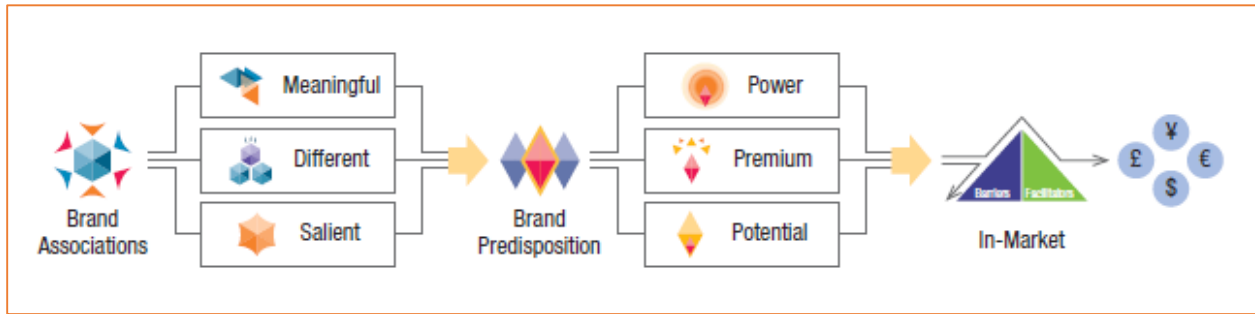 Meaningful
Different
Salient
Brand
Associations
Brand
Predisposition
Power
Premium
Potential
Barriers
Facilitators
In-Market
¥
£
€
$